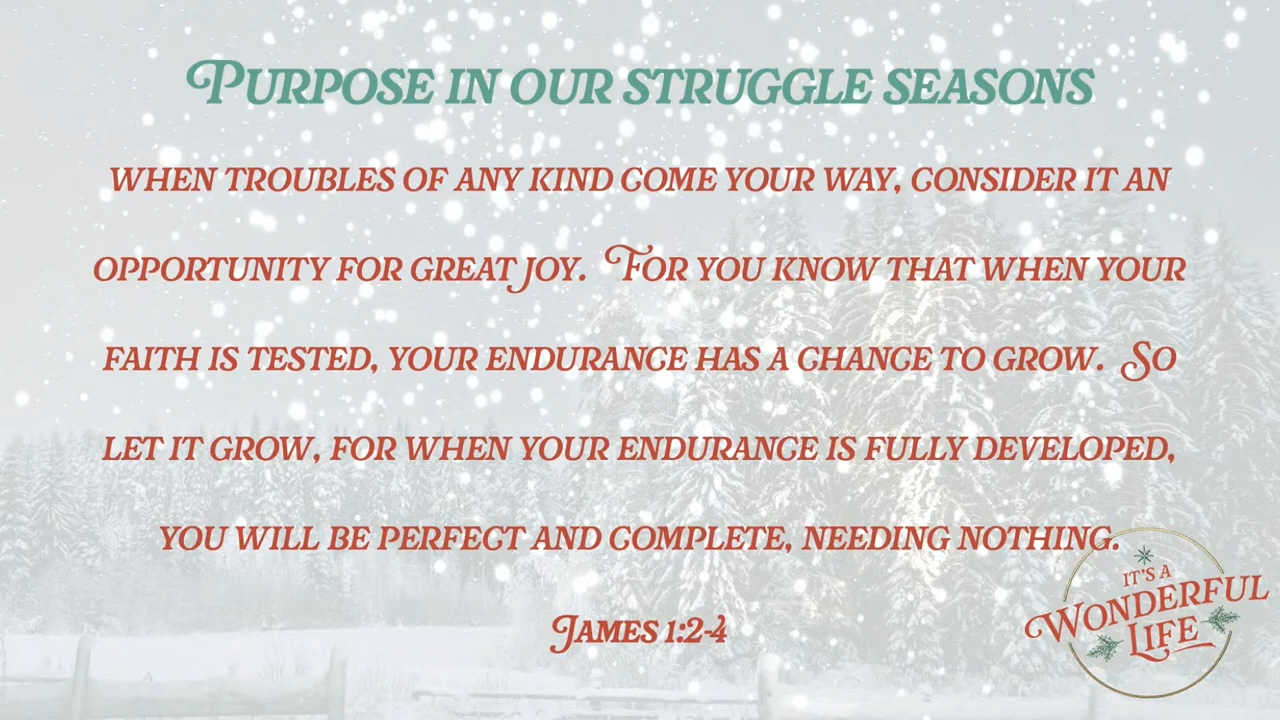 PURPOSE IN OUR STRUGGLE SEASONS
WHEN TROUBLES OF ANY KIND COME YOUR WAY, CONSIDER IT AN
OPPORTUNITY FOR GREAT JOY. FOR YOU KNOW THAT WHEN YOUR
FAITH IS TESTED, YOUR ENDURANCE HAS A CHANCE TO GROW. SO
LET IT GROW, FOR WHEN YOUR ENDURANCE IS FULLY DEVELOPED,
YOU WILL BE PERFECT AND COMPLETE, NEEDING NOTHING.
JAMES 1:2-4
IT'S A
WONDERFUL
LIFE